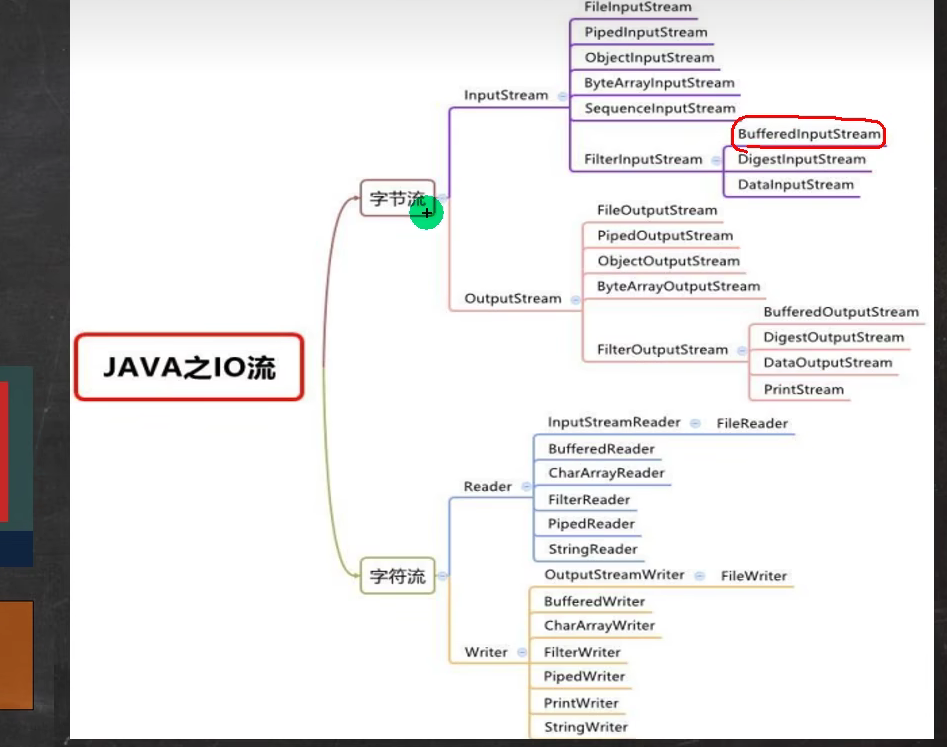 JAVA之IO流
字节流
InputStream
FileInputStream
PipedInputStream
ObjectInputStream
ByteArrayInputStream
SequenceInputStream
FilterInputStream
BufferedInputStream
DigestInputStream
DataInputStream
OutputStream
FileOutputStream
PipedOutputStream
ObjectOutputStream
ByteArrayOutputStream
FilterOutputStream
BufferedOutputStream
DigestOutputStream
DataOutputStream
PrintStream
字符流
Reader
InputStreamReader
FileReader
BufferedReader
CharArrayReader
FilterReader
PipedReader
StringReader
Writer
OutputStreamWriter
FileWriter
BufferedWriter
CharArrayWriter
FilterWriter
PipedWriter
PrintWriter
StringWriter